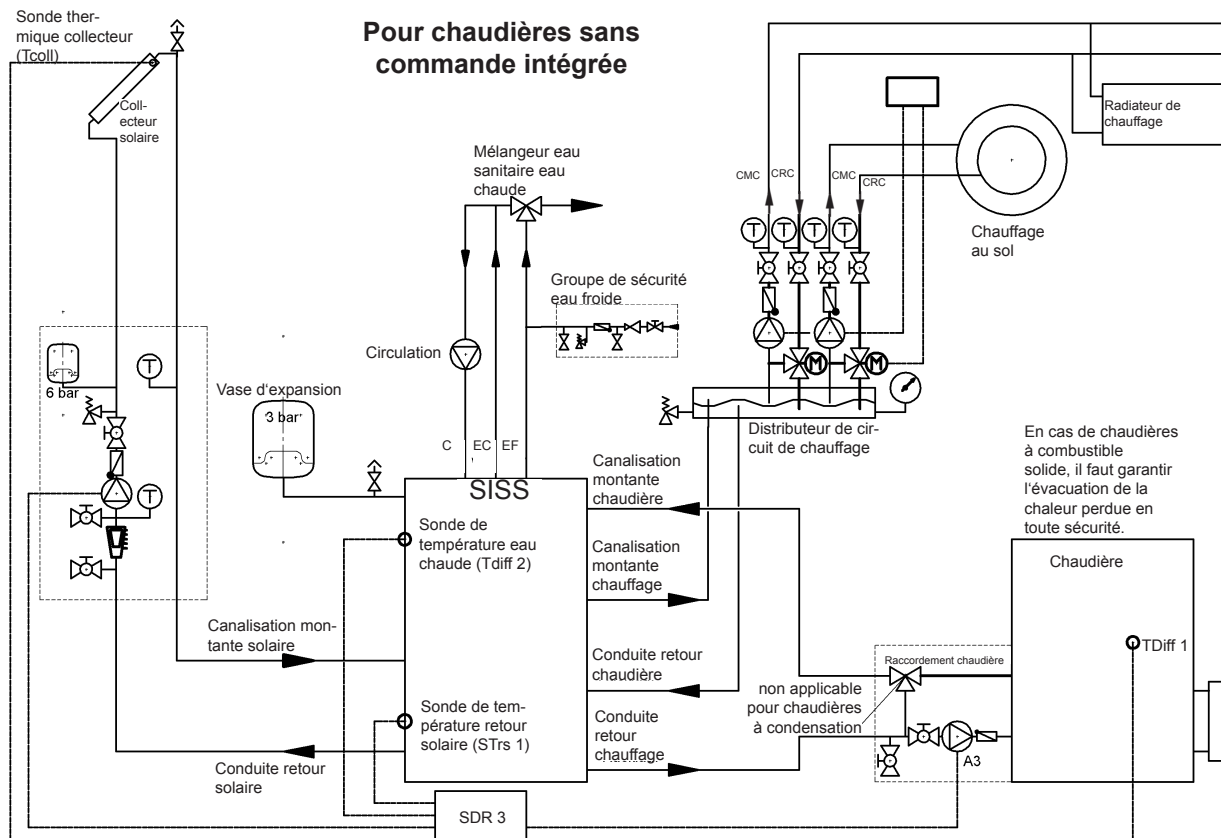 Sonde ther-
mique collecteur
(Tcoll)
Pour chaudières sans
commande intégrée
Coll-
ecteur
solaire
Radiateur de
chauffage
Mélangeur eau
sanitaire eau
chaude
CMC
CRC
CMC
CRC
T
T
T
T
Chauffage
au sol
Groupe de sécurité
eau froide
Circulation
T
6 bar
M
M
Vase d'expansion
3 bar
Distributeur de cir-
cuit de chauffage
C
EC
EF
En cas de chaudières
à combustible
solide, il faut garantir
l'évacuation de la
chaleur perdue en
toute sécurité.
Canalisation
montante
chaudière
SISS
T
Sonde de
température eau
chaude (Tdiff 2)
Canalisation
montante
chauffage
Chaudière
Canalisation mon-
tante solaire
TDiff 1
Conduite retour
chaudière
Raccordement chaudière
non applicable
pour chaudières
à condensation
Sonde de tem-
pérature retour
solaire (STrs 1)
Conduite
retour
chauffage
A3
Conduite retour
solaire
SDR 3